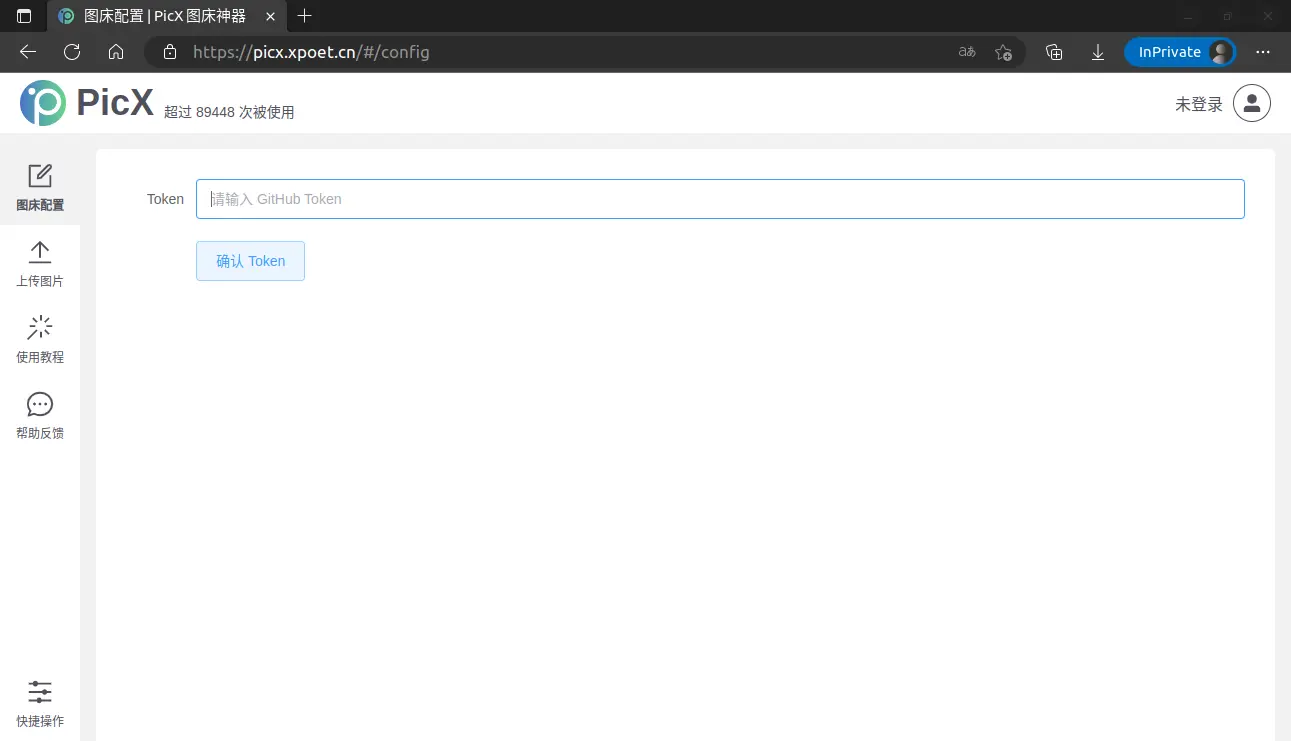 图床配置 | PicX 图床神器
https://picx.xpoet.cn/#/config
InPrivate
PicX 超过 89448 次被使用
未登录
图床配置
上传图片
使用教程
帮助反馈
快捷操作
Token 请输入 GitHub Token
确认 Token